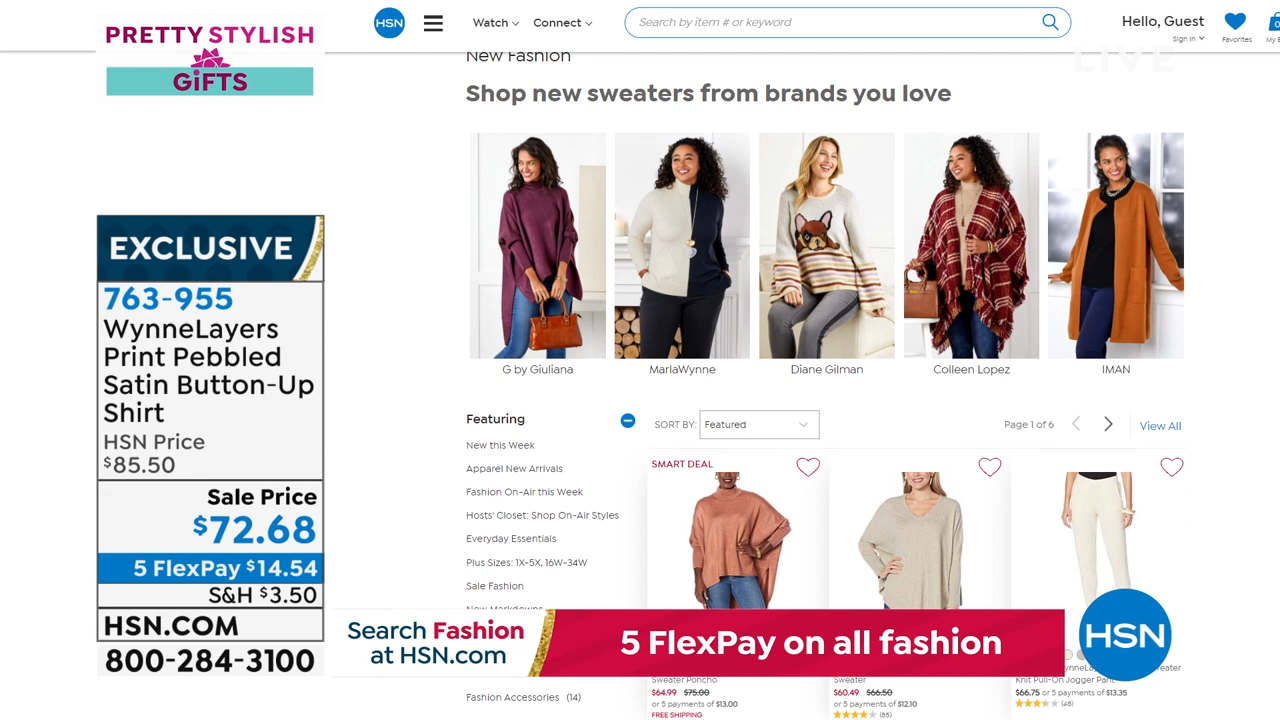 PRETTY STYLISH
GiFTS
HSN
Watch
Connect
Search by item # or keyword
Hello, Guest
Sign In
Favorites
0
LIVE
New Fashion
Shop new sweaters from brands you love
G by Giuliana
MarlaWynne
Diane Gilman
Colleen Lopez
IMAN
EXCLUSIVE
763-955
WynneLayers
Print Pebbled
Satin Button-Up
Shirt
HSN Price
$85.50
Sale Price
$72.68
5 FlexPay $14.54
S&H $3.50
HSN.COM
800-284-3100
Featuring
New this Week
Apparel New Arrivals
Fashion On-Air this Week
Hosts' Closet: Shop On-Air Styles
Everyday Essentials
Plus Sizes: 1X-5X, 16W-34W
Sale Fashion
New Markdowns
Fashion Accessories (14)
SORT BY: Featured
Page 1 of 6
View All
SMART DEAL
Sweater Poncho
$64.99 $75.00
or 5 payments of $13.00
FREE SHIPPING
Sweater
$60.49 $66.50
or 5 payments of $12.10
(85)
Knit Pull-On Jogger Pant
$66.75 or 5 payments of $13.35
(48)
Search Fashion
at HSN.com
5 FlexPay on all fashion
HSN